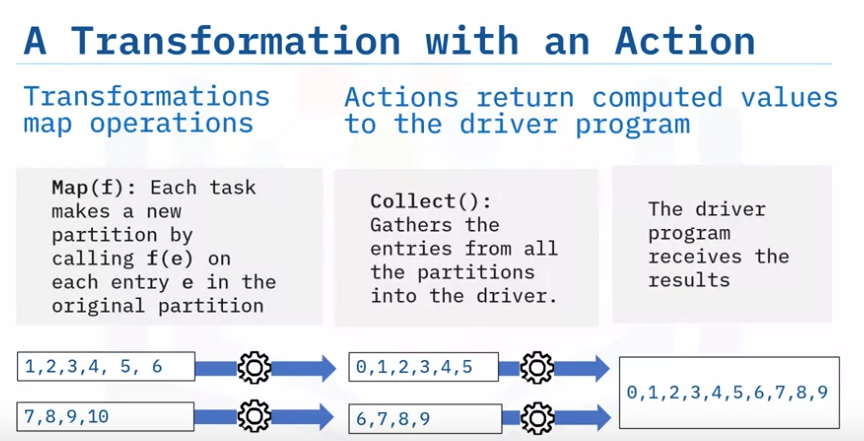 A Transformation with an Action
Transformations
map operations
Actions return computed values
to the driver program
Map(f): Each task
makes a new
partition by
calling f(e) on
each entry e in the
original partition
Collect():
Gathers the
entries from all
the partitions
into the driver.
The driver
program
receives the
results
1,2,3,4, 5, 6
0,1,2,3,4,5
7,8,9,10
6,7,8,9
0,1,2,3,4,5,6,7,8,9